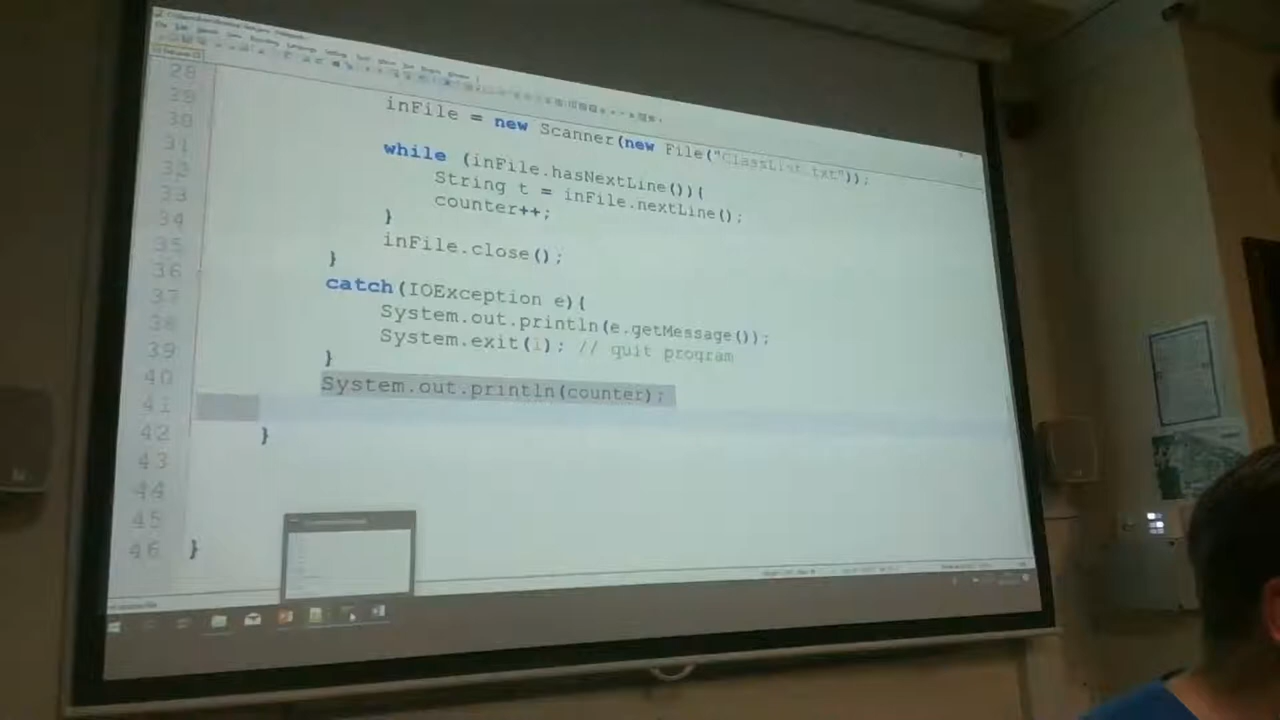 28
29
30
31
32
33
34
35
36
37
38
39
40
41
42
43
44
45
46
inFile = new Scanner(new File("ClassList.txt"));
while (inFile.hasNextLine()){
String t = inFile.nextLine();
counter++;
}
inFile.close();
}
catch(IOException e){
System.out.println(e.getMessage());
System.exit(1); // quit program
}
System.out.println(counter);
}
}